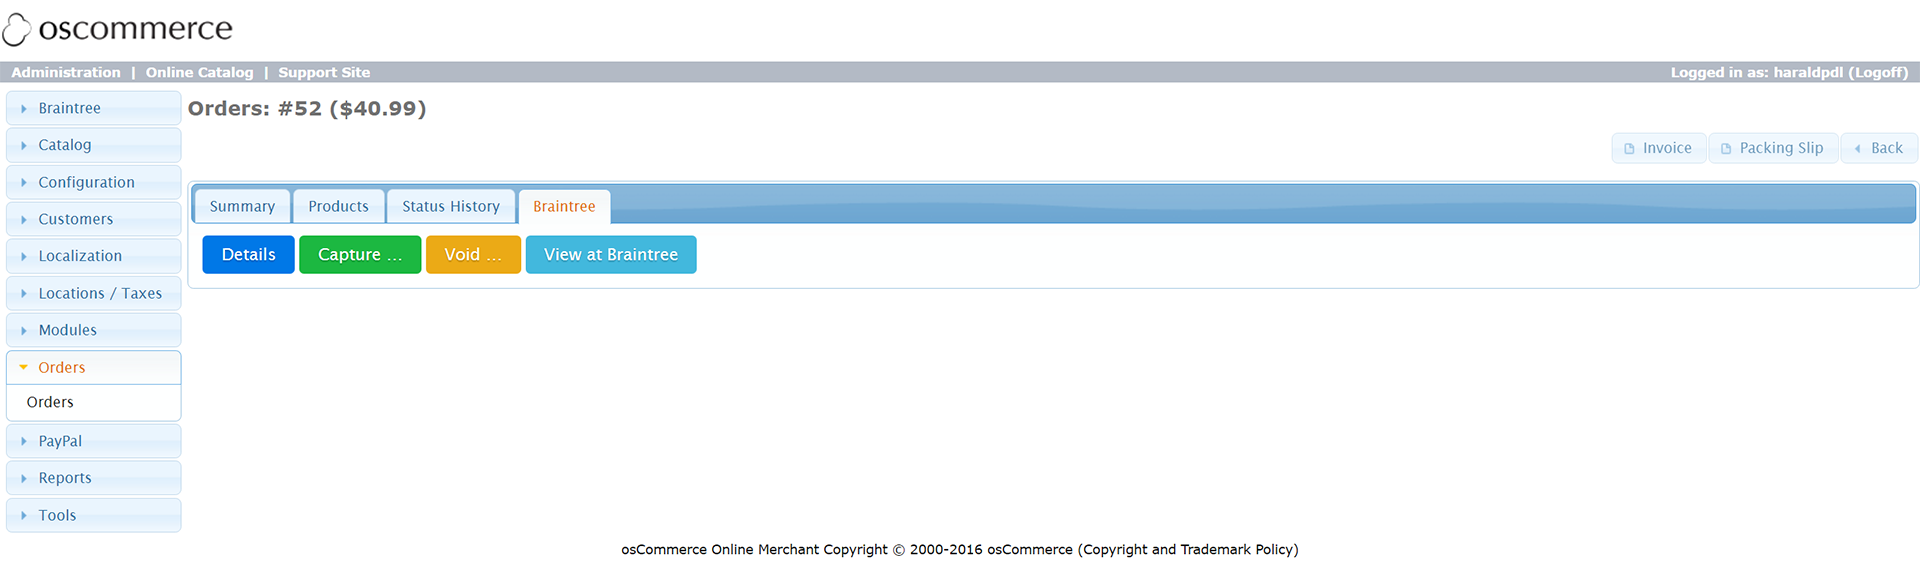 oscommerce
Administration | Online Catalog | Support Site
Logged in as: haraldpdl (Logoff)
Braintree
Catalog
Configuration
Customers
Localization
Locations / Taxes
Modules
Orders
Orders
PayPal
Reports
Tools
Orders: #52 ($40.99)
Invoice Packing Slip Back
Summary Products Status History Braintree
Details Capture ... Void ... View at Braintree
osCommerce Online Merchant Copyright © 2000-2016 osCommerce (Copyright and Trademark Policy)